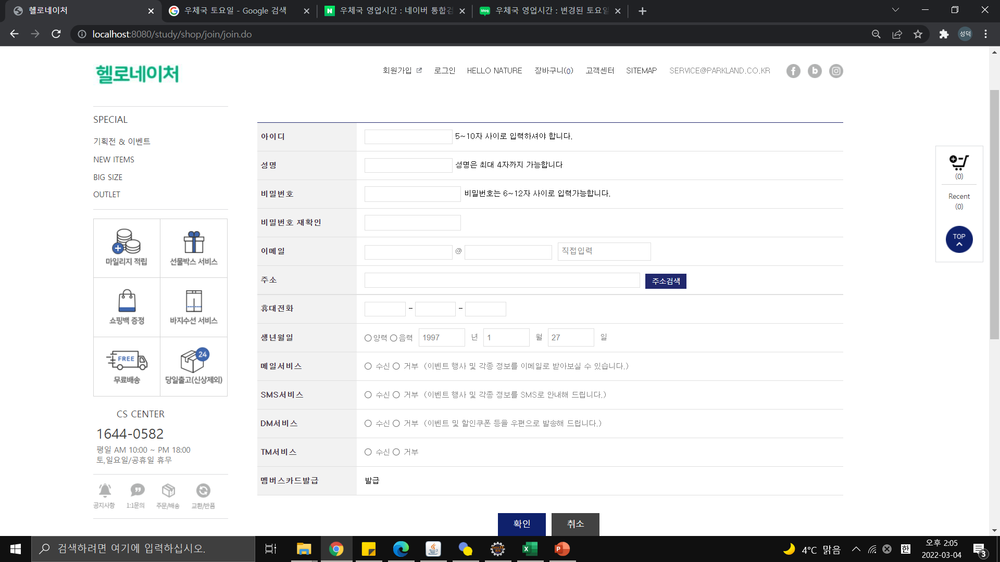 헬로네이처
우체국 토요일 - Google 검색
우체국 영업시간 : 네이버 통합검
우체국 영업시간 : 변경된 토요일
localhost:8080/study/shop/join/join.do
성덕
헬로네이처
회원가입 로그인 HELLO NATURE 장바구니(0) 고객센터 SITEMAP SERVICE@PARKLAND.CO.KR
SPECIAL
기획전 & 이벤트
NEW ITEMS
BIG SIZE
OUTLET
마일리지 적립 선물박스 서비스
쇼핑백 증정 바지수선 서비스
FREE 24
무료배송 당일출고(신상제외)
CS CENTER
1644-0582
평일 AM 10:00 ~ PM 18:00
토,일요일/공휴일 휴무
공지사항 1:1문의 주문/배송 교환/반품
아이디 5~10자 사이로 입력하셔야 합니다.
성명 성명은 최대 4자까지 가능합니다
비밀번호 비밀번호는 6~12자 사이로 입력가능합니다.
비밀번호 재확인
이메일 @ 직접입력
주소 주소검색
휴대전화 - -
생년월일 양력 음력 1997 년 1 월 27 일
메일서비스 수신 거부 (이벤트 행사 및 각종 정보를 이메일로 받아보실 수 있습니다.)
SMS서비스 수신 거부 (이벤트 행사 및 각종 정보를 SMS로 안내해 드립니다.)
DM서비스 수신 거부 (이벤트 및 할인쿠폰 등을 우편으로 발송해 드립니다.)
TM서비스 수신 거부
멤버스카드발급 발급
확인 취소
(0)
Recent
(0)
TOP
검색하려면 여기에 입력하십시오.
4°C 맑음
한
오후 2:05
2022-03-04
3